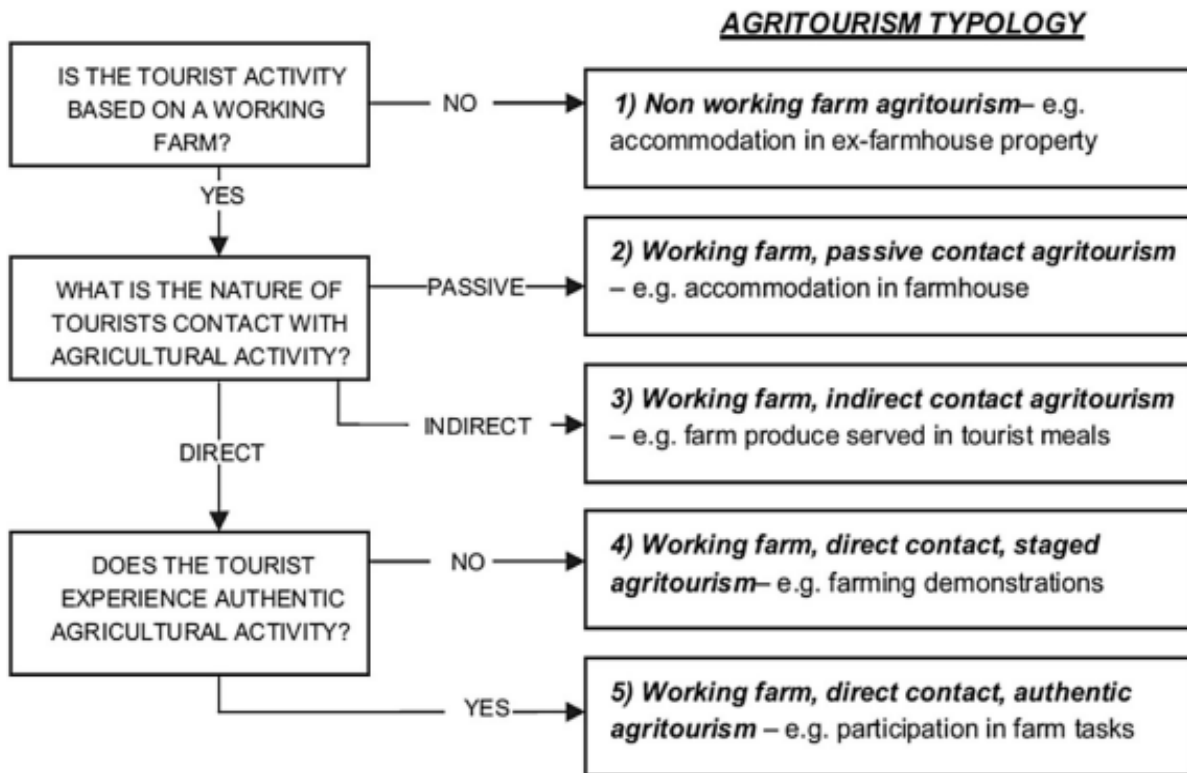 AGRITOURISM TYPOLOGY
IS THE TOURIST ACTIVITY
BASED ON A WORKING
FARM?
NO
1) Non working farm agritourism– e.g.
accommodation in ex-farmhouse property
YES
WHAT IS THE NATURE OF
TOURISTS CONTACT WITH
AGRICULTURAL ACTIVITY?
PASSIVE
2) Working farm, passive contact agritourism
– e.g. accommodation in farmhouse
INDIRECT
3) Working farm, indirect contact agritourism
– e.g. farm produce served in tourist meals
DIRECT
DOES THE TOURIST
EXPERIENCE AUTHENTIC
AGRICULTURAL ACTIVITY?
NO
4) Working farm, direct contact, staged
agritourism– e.g. farming demonstrations
YES
5) Working farm, direct contact, authentic
agritourism – e.g. participation in farm tasks